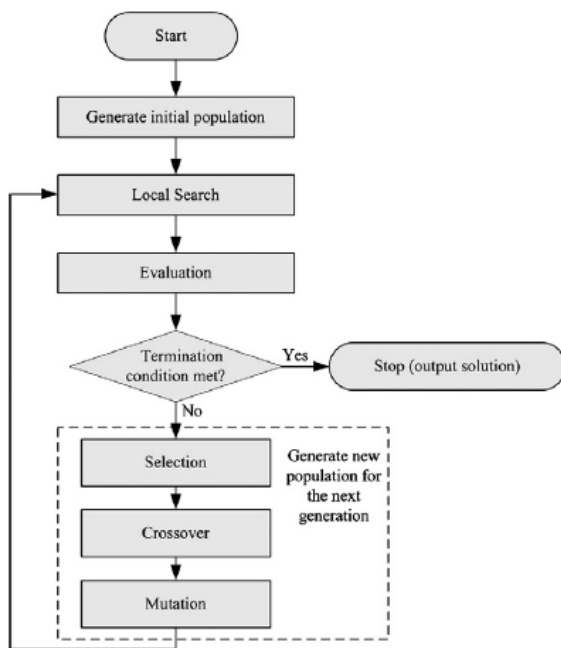 Start
Generate initial population
Local Search
Evaluation
Termination
condition met?
Yes
Stop (output solution)
No
Selection
Generate new
population for
the next
generation
Crossover
Mutation